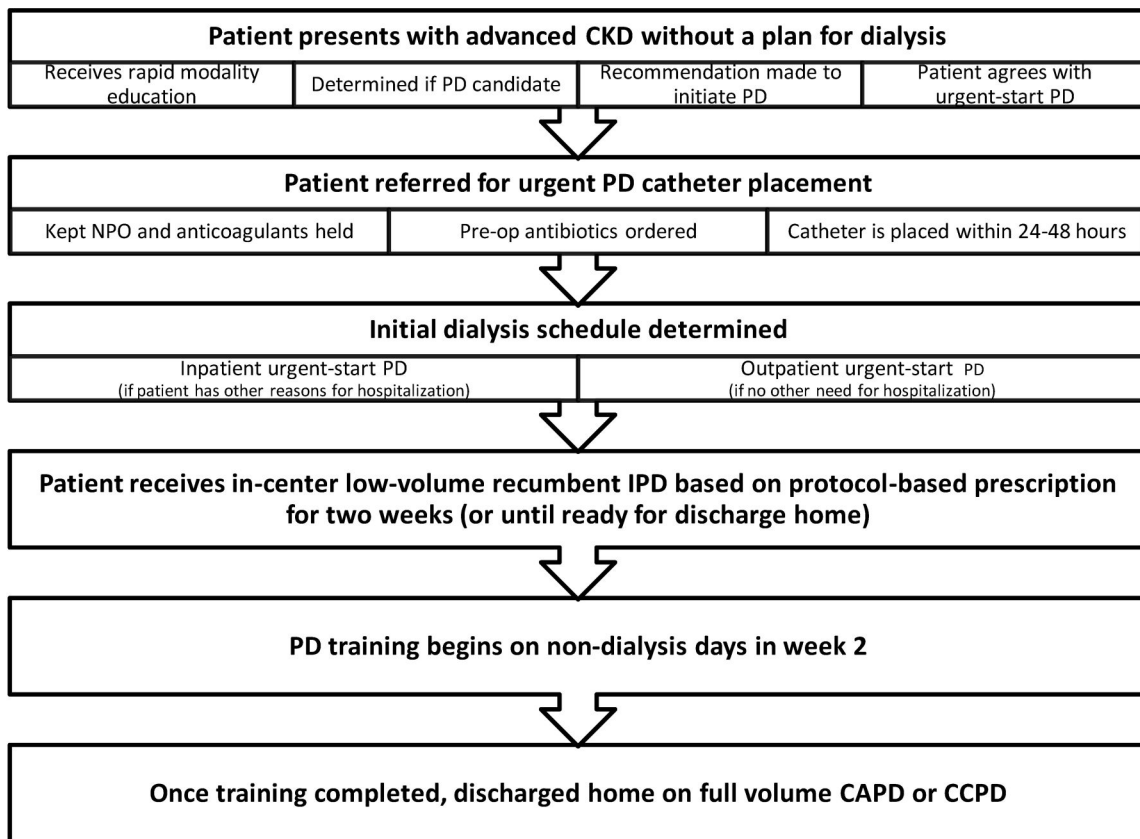 Patient presents with advanced CKD without a plan for dialysis
Receives rapid modality
education
Determined if PD candidate
Recommendation made to
initiate PD
Patient agrees with
urgent-start PD
Patient referred for urgent PD catheter placement
Kept NPO and anticoagulants held
Pre-op antibiotics ordered
Catheter is placed within 24-48 hours
Initial dialysis schedule determined
Inpatient urgent-start PD
(if patient has other reasons for hospitalization)
Outpatient urgent-start PD
(if no other need for hospitalization)
Patient receives in-center low-volume recumbent IPD based on protocol-based prescription
for two weeks (or until ready for discharge home)
PD training begins on non-dialysis days in week 2
Once training completed, discharged home on full volume CAPD or CCPD